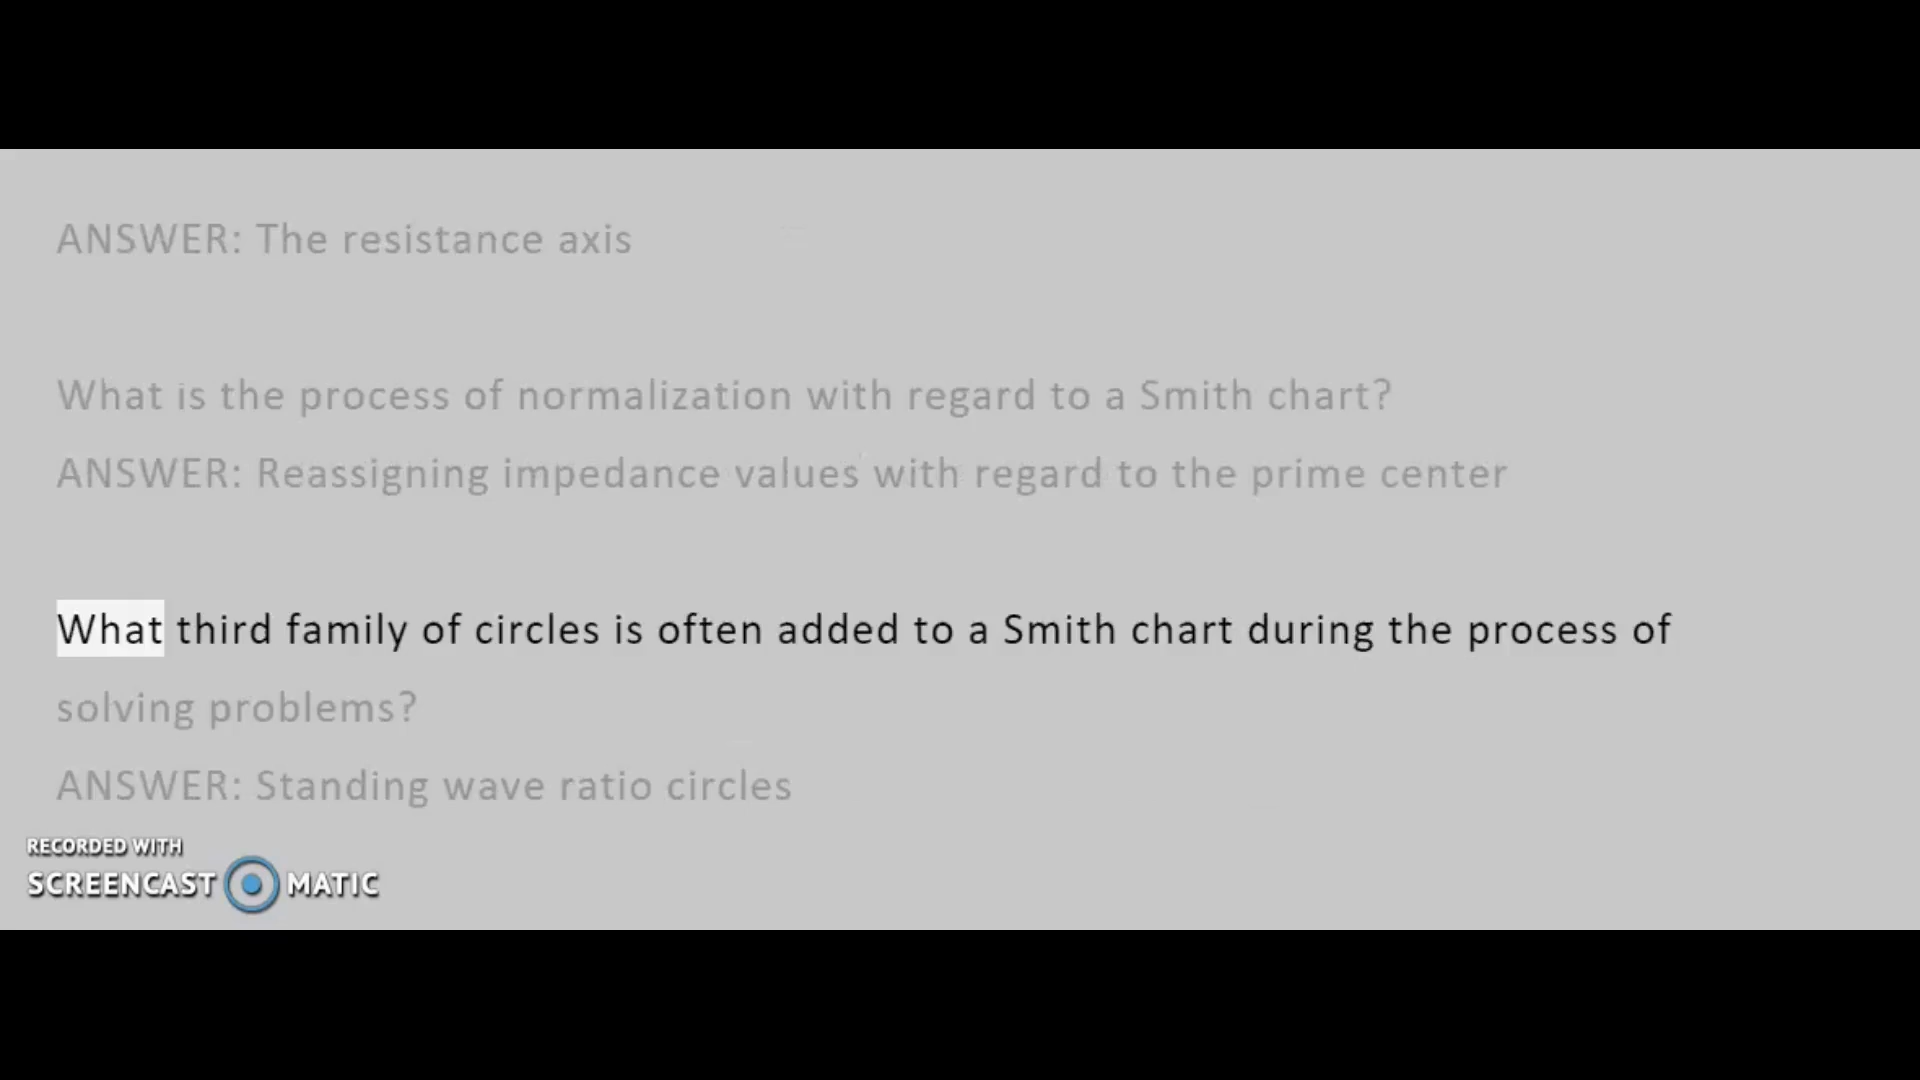 ANSWER: The resistance axis
What is the process of normalization with regard to a Smith chart?
ANSWER: Reassigning impedance values with regard to the prime center
What third family of circles is often added to a Smith chart during the process of
solving problems?
ANSWER: Standing wave ratio circles
RECORDED WITH
SCREENCAST MATIC